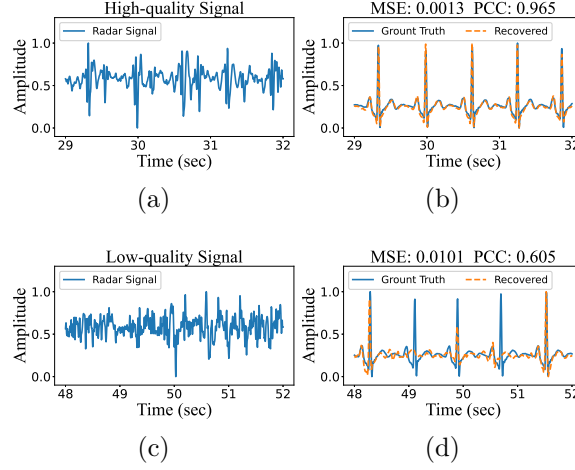 High-quality Signal
Radar Signal
Amplitude
1.0
0.5
0.0
29 30 31 32
Time (sec)
(a)
MSE: 0.0013 PCC: 0.965
Grount Truth Recovered
Amplitude
1.0
0.5
0.0
29 30 31 32
Time (sec)
(b)
Low-quality Signal
Radar Signal
Amplitude
1.0
0.5
0.0
48 49 50 51 52
Time (sec)
(c)
MSE: 0.0101 PCC: 0.605
Grount Truth Recovered
Amplitude
1.0
0.5
0.0
48 49 50 51 52
Time (sec)
(d)